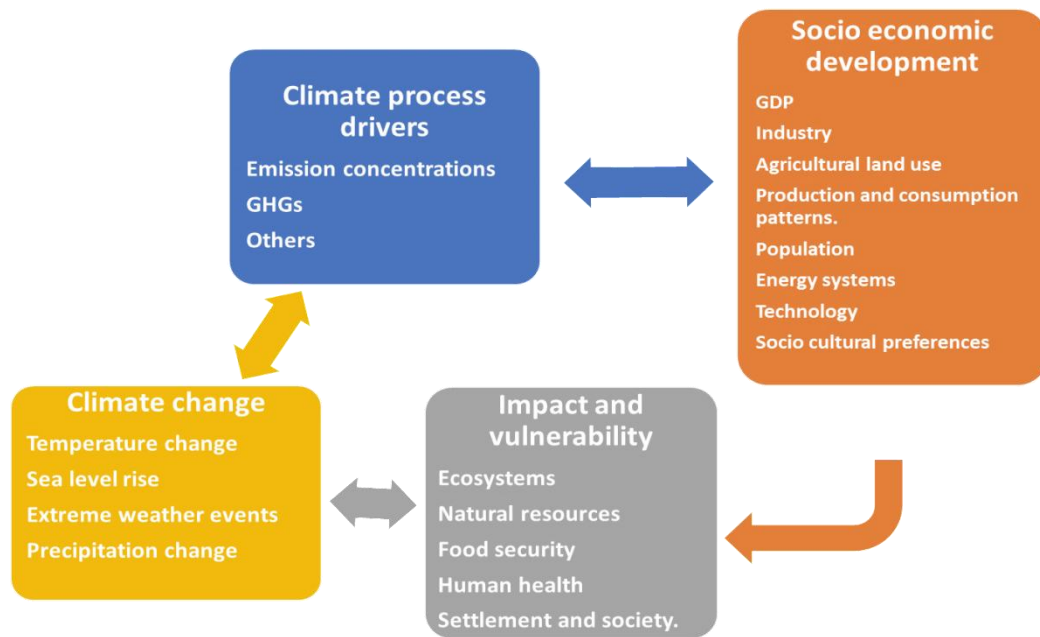 Climate process
drivers
Emission concentrations
GHGs
Others
Socio economic
development
GDP
Industry
Agricultural land use
Production and consumption
patterns.
Population
Energy systems
Technology
Socio cultural preferences
Climate change
Temperature change
Sea level rise
Extreme weather events
Precipitation change
Impact and
vulnerability
Ecosystems
Natural resources
Food security
Human health
Settlement and society.